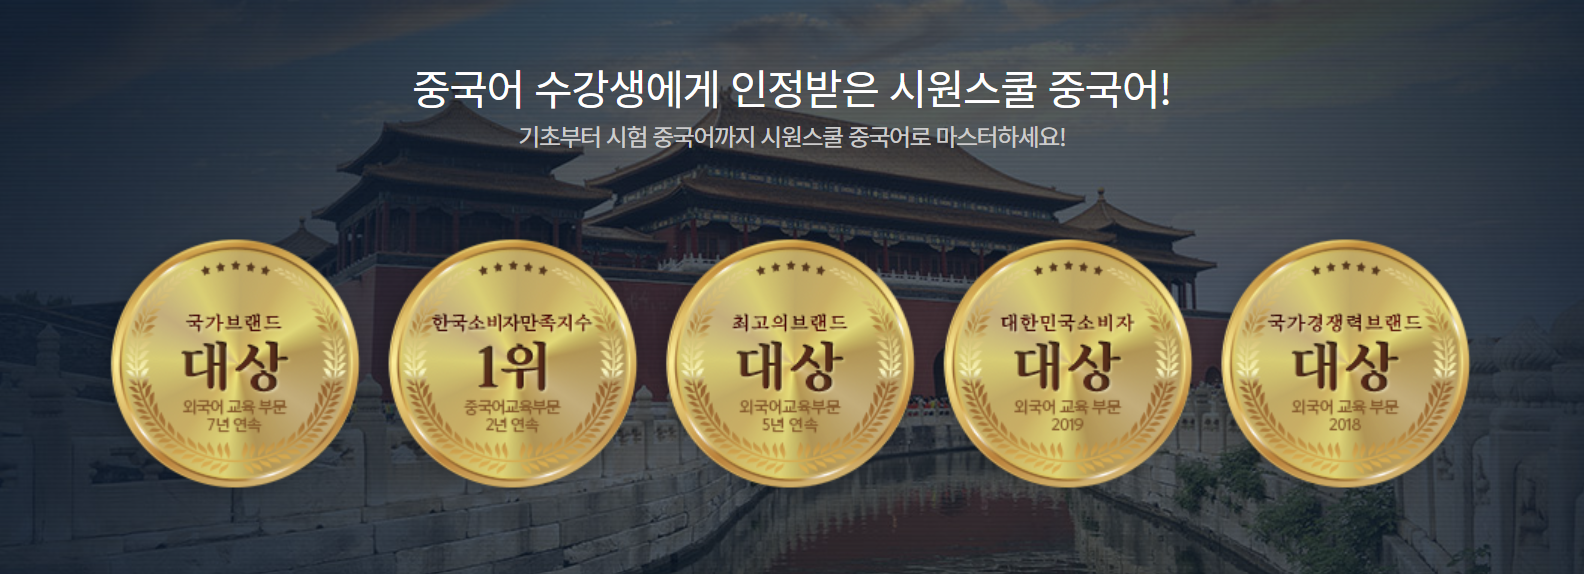 중국어 수강생에게 인정받은 시원스쿨 중국어!
기초부터 시험 중국어까지 시원스쿨 중국어로 마스터하세요!
국가브랜드
대상
외국어 교육 부문
7년 연속
한국소비자만족지수
1위
중국어교육부문
2년 연속
최고의브랜드
대상
외국어교육부문
5년 연속
대한민국소비자
대상
외국어 교육 부문
2019
국가경쟁력브랜드
대상
외국어 교육 부문
2018